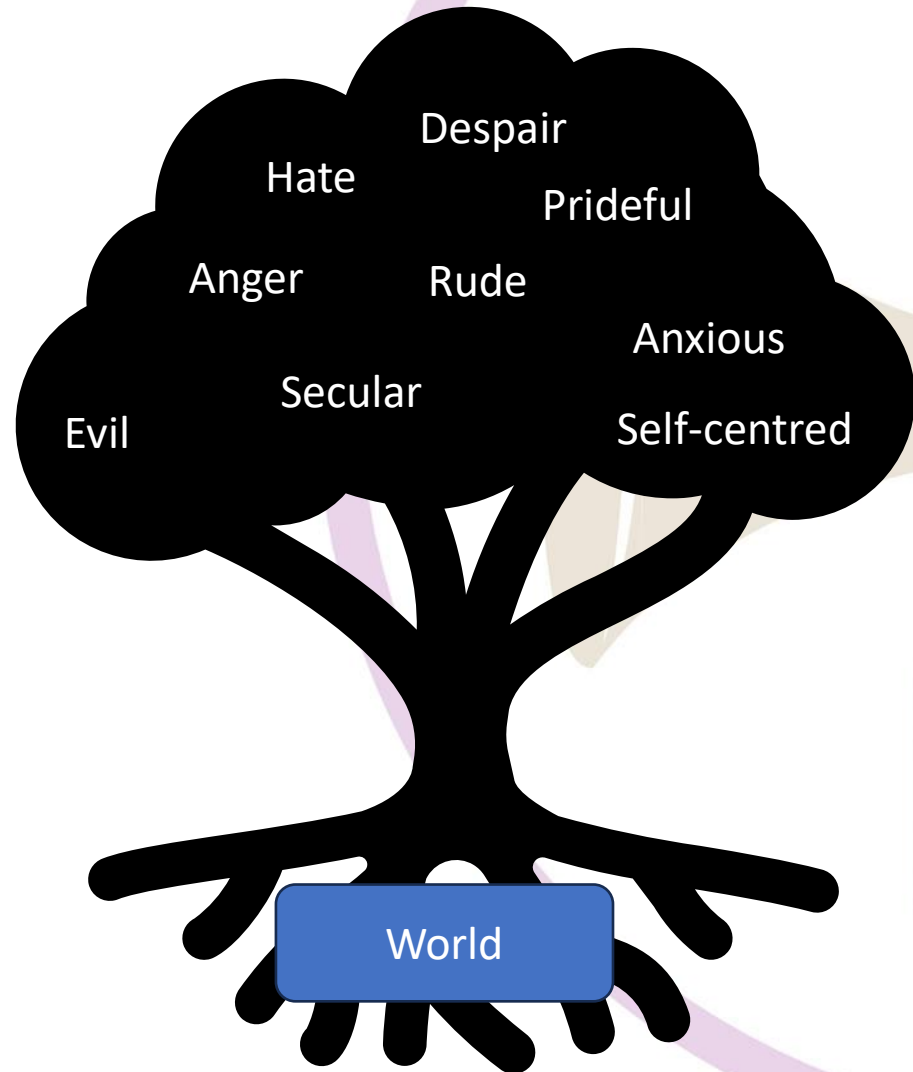 Despair
Hate
Prideful
Anger
Rude
Anxious
Secular
Self-centred
Evil
World